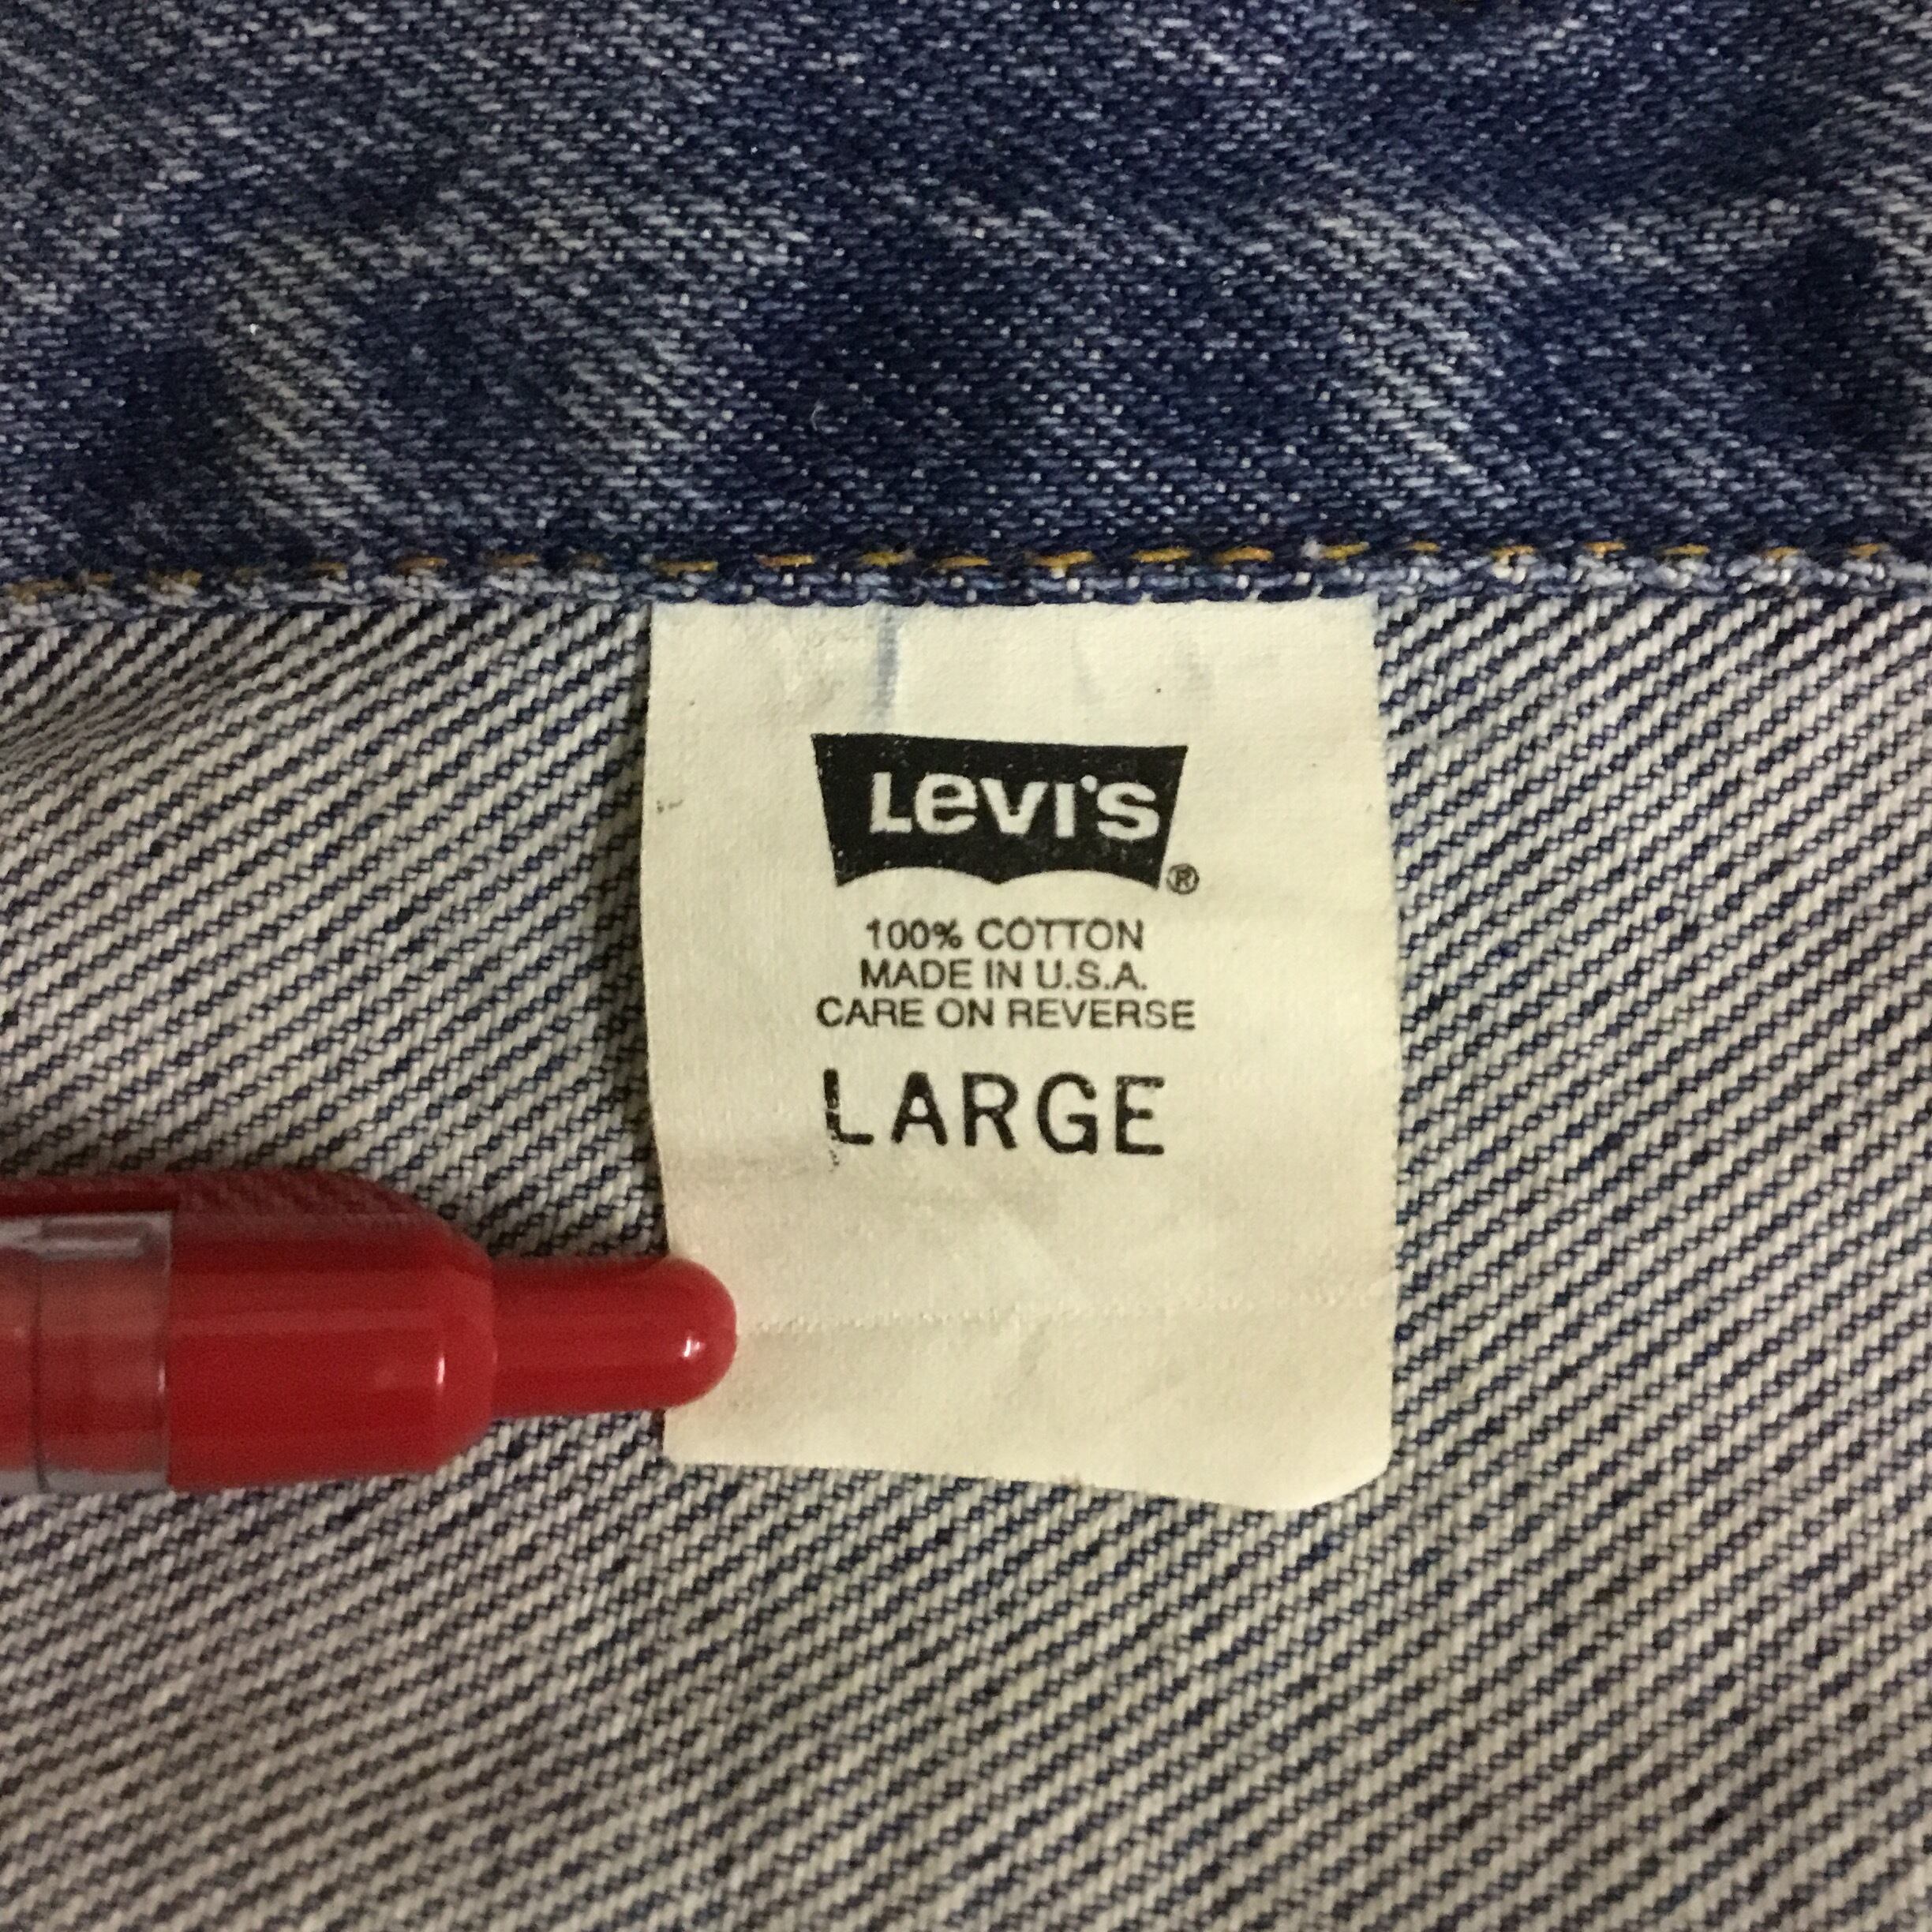 Levi's
®
100% COTTON
MADE IN U.S.A.
CARE ON REVERSE
LARGE